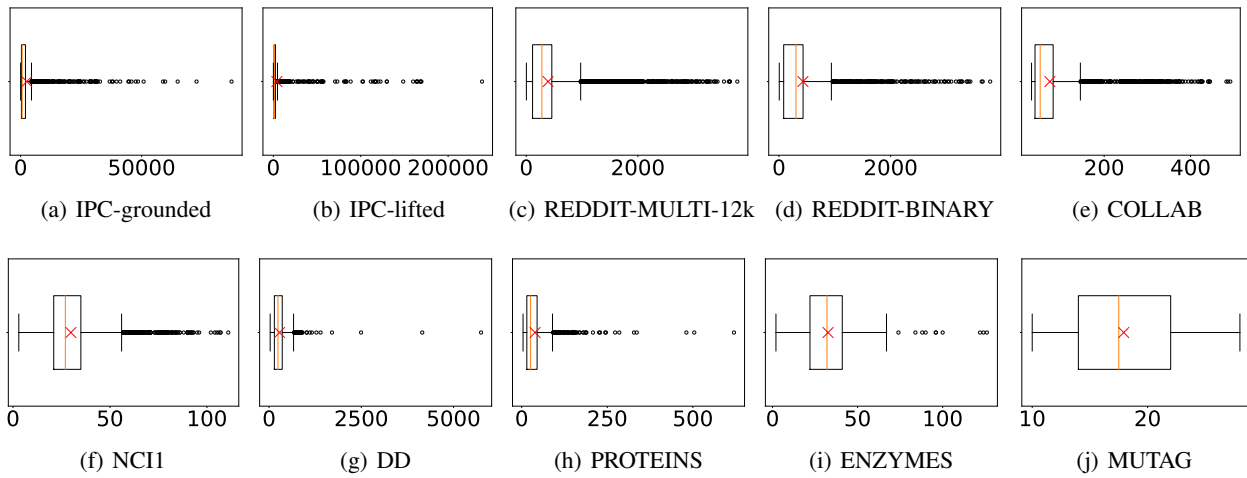 0 50000 0 100000 200000 0 2000 0 2000 200 400
(a) IPC-grounded (b) IPC-lifted (c) REDDIT-MULTI-12k (d) REDDIT-BINARY (e) COLLAB
0 50 100 0 2500 5000 0 250 500 0 50 100 10 20
(f) NCI1 (g) DD (h) PROTEINS (i) ENZYMES (j) MUTAG